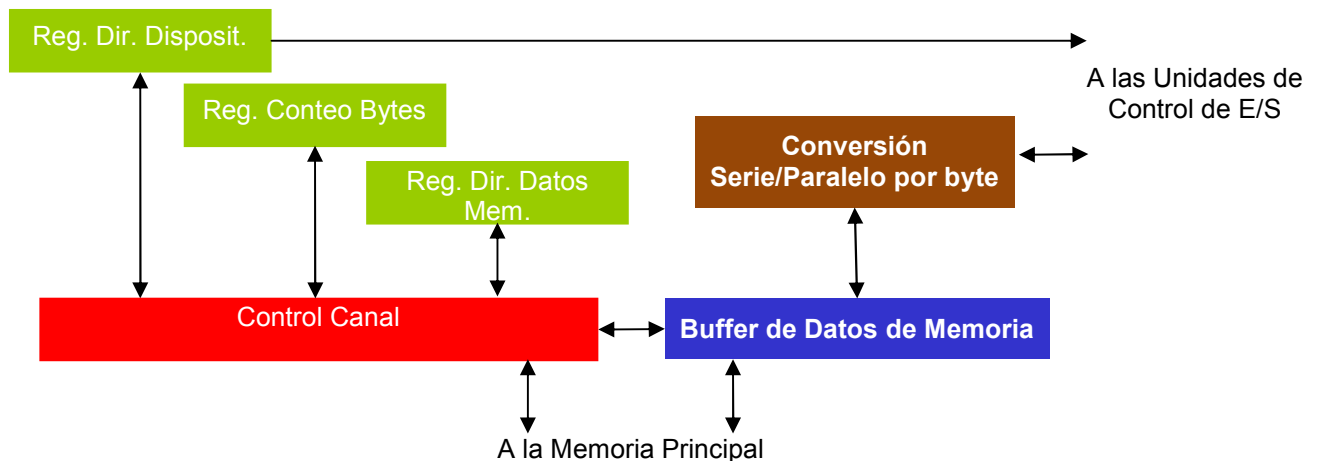 Reg. Dir. Disposit.
A las Unidades de
Control de E/S
Reg. Conteo Bytes
Conversión
Serie/Paralelo por byte
Reg. Dir. Datos
Mem.
Control Canal
Buffer de Datos de Memoria
A la Memoria Principal